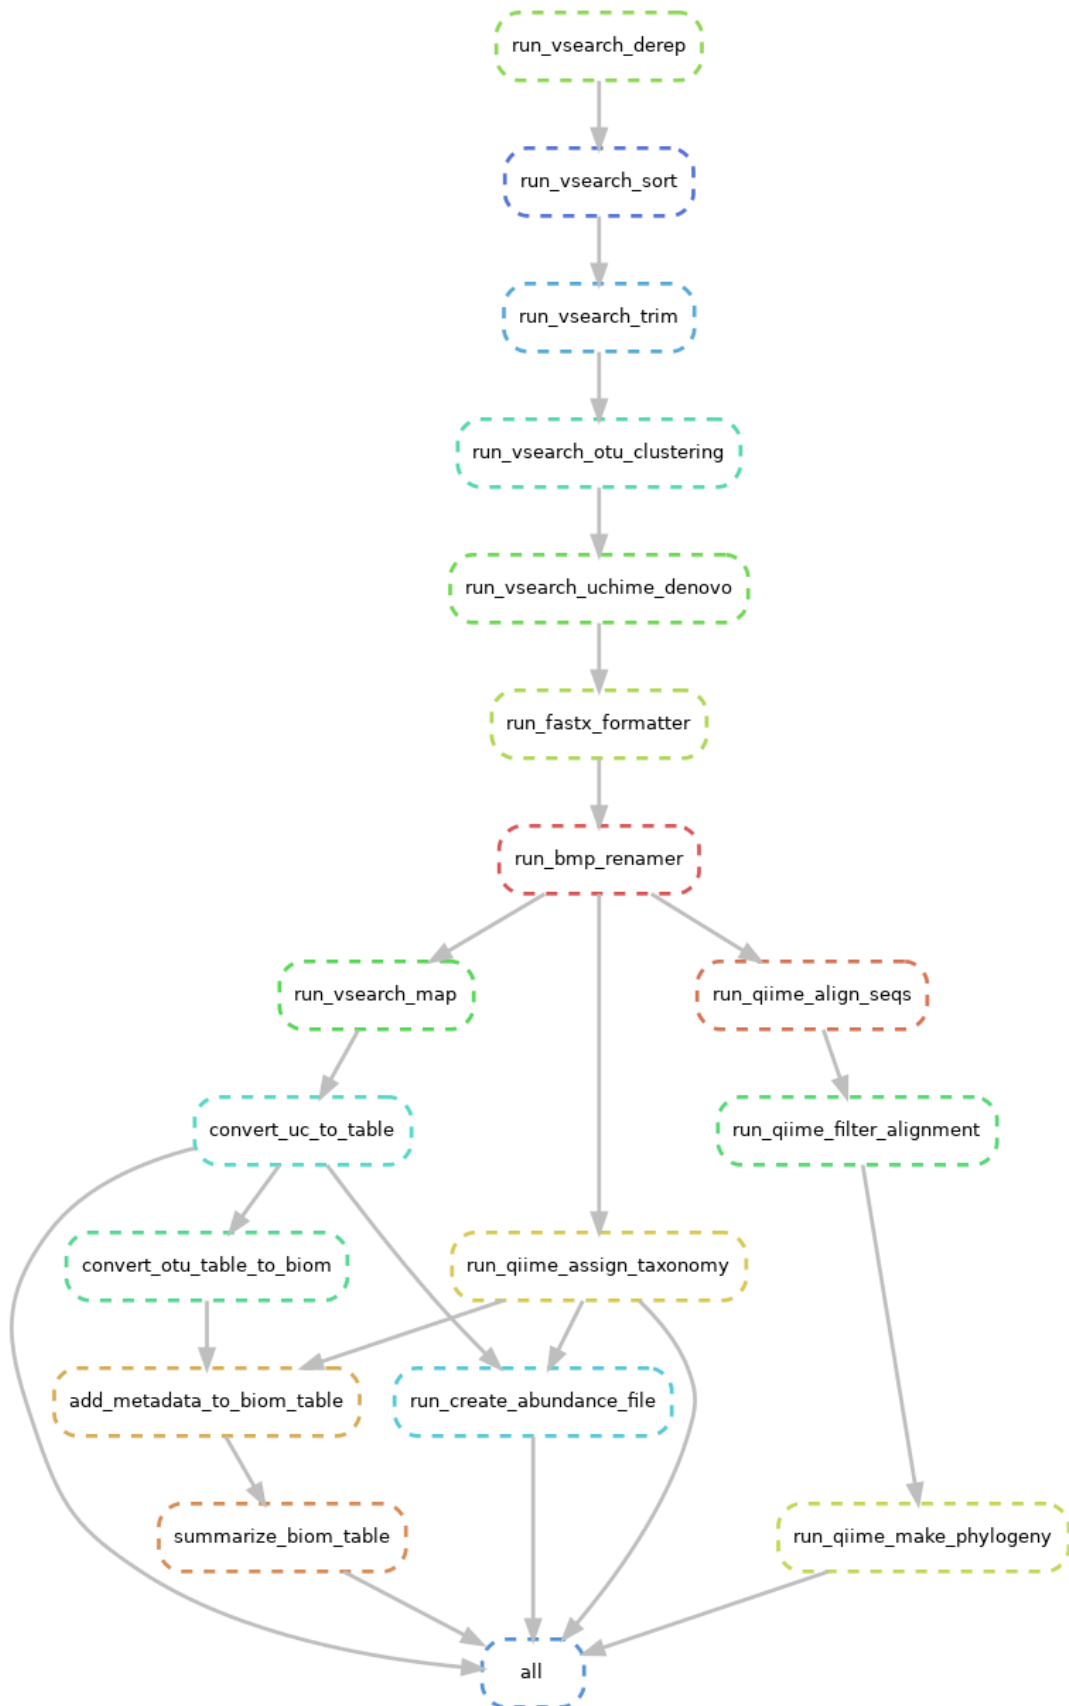 run_vsearch_derep
run_vsearch_sort
run_vsearch_trim
run_vsearch_otu_clustering
run_vsearch_uchime_denovo
run_fastx_formatter
run_bmp_renamer
run_vsearch_map
run_qiime_align_seqs
convert_uc_to_table
run_qiime_filter_alignment
convert_otu_table_to_biom
run_qiime_assign_taxonomy
add_metadata_to_biom_table
run_create_abundance_file
summarize_biom_table
run_qiime_make_phylogeny
all